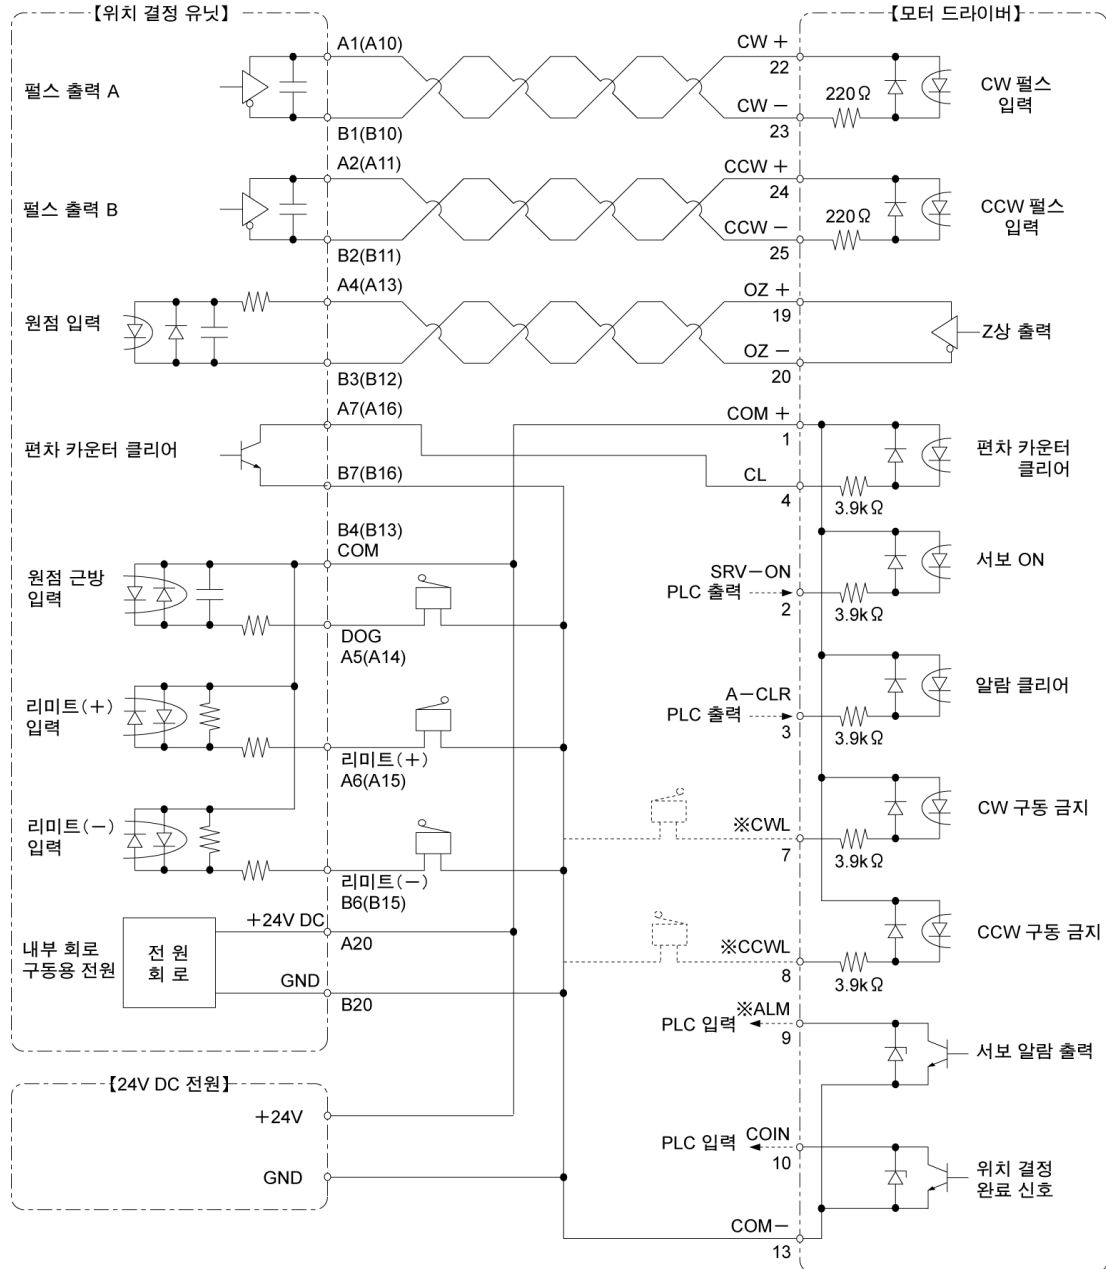 【위치 결정 유닛】
【모터 드라이버】
펄스 출력 A
A1(A10)
B1(B10)
CW +
22
CW −
23
220Ω
CW 펄스
입력
펄스 출력 B
A2(A11)
B2(B11)
CCW +
24
CCW −
25
220Ω
CCW 펄스
입력
원점 입력
A4(A13)
B3(B12)
OZ +
19
OZ −
20
Z상 출력
편차 카운터 클리어
A7(A16)
B7(B16)
COM +
1
CL
4
3.9kΩ
편차 카운터
클리어
원점 근방
입력
B4(B13)
COM
DOG
A5(A14)
SRV−ON
PLC 출력
2
3.9kΩ
서보 ON
리미트(+)
입력
리미트(+)
A6(A15)
A−CLR
PLC 출력
3
3.9kΩ
알람 클리어
리미트(−)
입력
리미트(−)
B6(B15)
※CWL
7
3.9kΩ
CW 구동 금지
내부 회로
구동용 전원
전 원
회 로
+24V DC
A20
GND
B20
※CCWL
8
3.9kΩ
CCW 구동 금지
※ALM
PLC 입력
9
서보 알람 출력
【24V DC 전원】
+24V
GND
COIN
PLC 입력
10
위치 결정
완료 신호
COM−
13